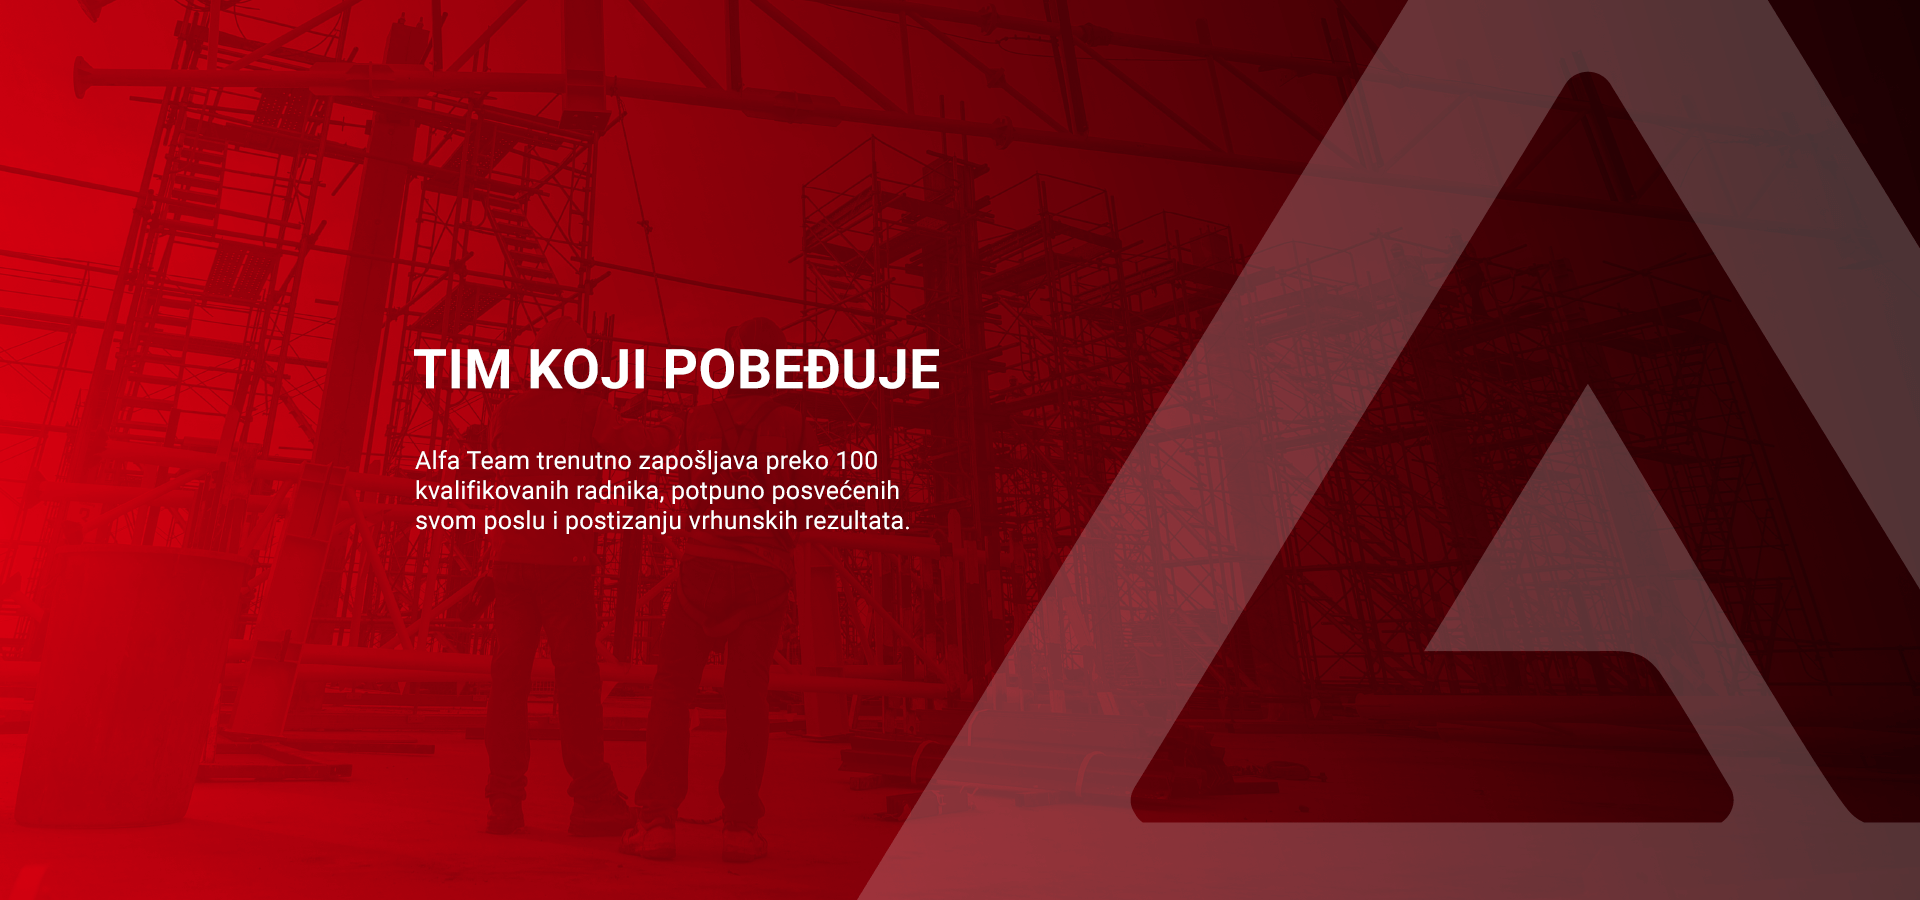 TIM KOJI POBEĐUJE
Alfa Team trenutno zapošljava preko 100
kvalifikovanih radnika, potpuno posvećenih
svom poslu i postizanju vrhunskih rezultata.